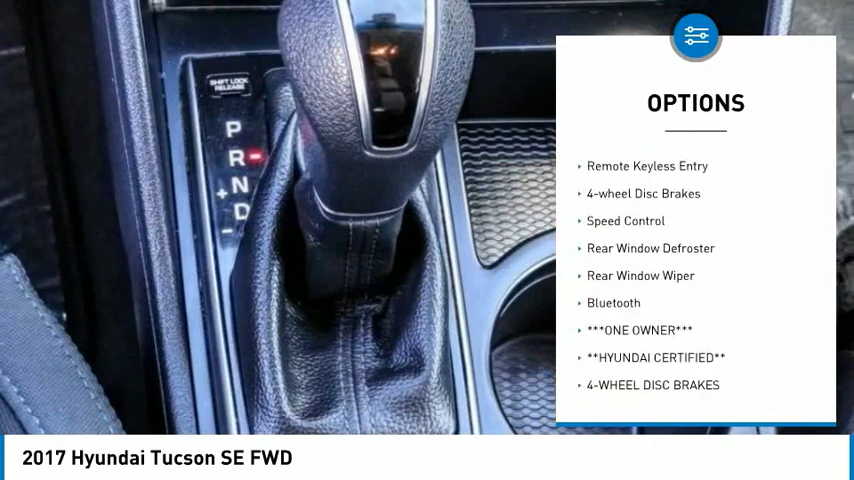 SHIFT LOCK
RELEASE
P
R
N
+
D
-
OPTIONS
Remote Keyless Entry
4-wheel Disc Brakes
Speed Control
Rear Window Defroster
Rear Window Wiper
Bluetooth
***ONE OWNER***
**HYUNDAI CERTIFIED**
4-WHEEL DISC BRAKES
2017 Hyundai Tucson SE FWD